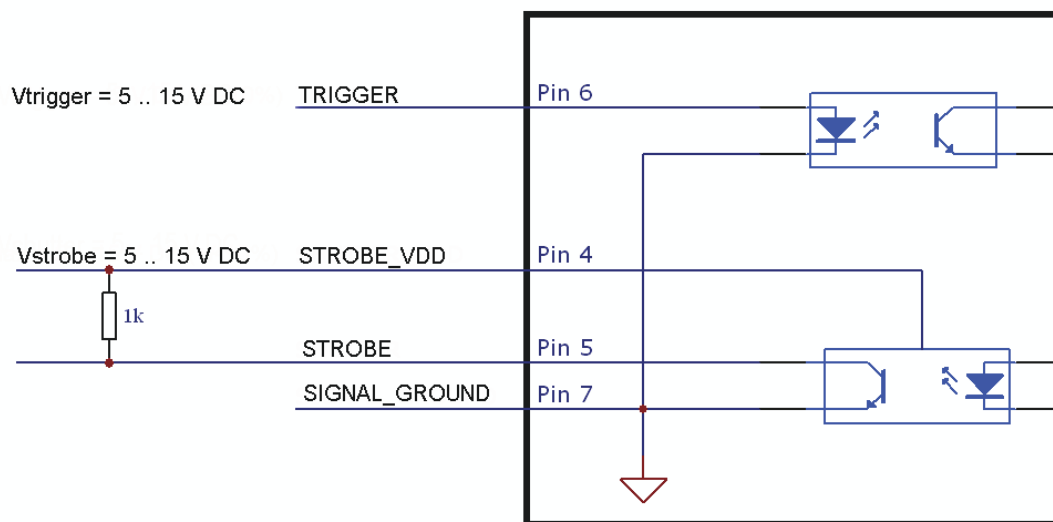 Vtrigger = 5 .. 15 V DC TRIGGER Pin 6
Vstrobe = 5 .. 15 V DC STROBE_VDD Pin 4
1k
STROBE Pin 5
SIGNAL_GROUND Pin 7